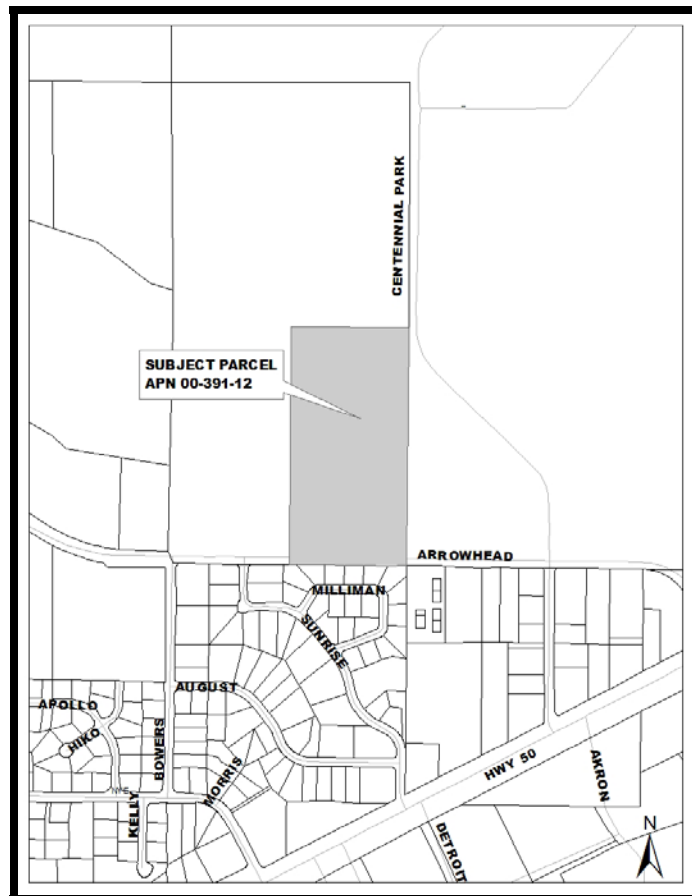 CENTENNIAL PARK
SUBJECT PARCEL
APN 00-391-12
ARROWHEAD
MILLIMAN
SUNRISE
AUGUST
APOLLO
HIKO
BOWERS
MORRIS
HWY 50
AKRON
KELLY
DETROIT
N